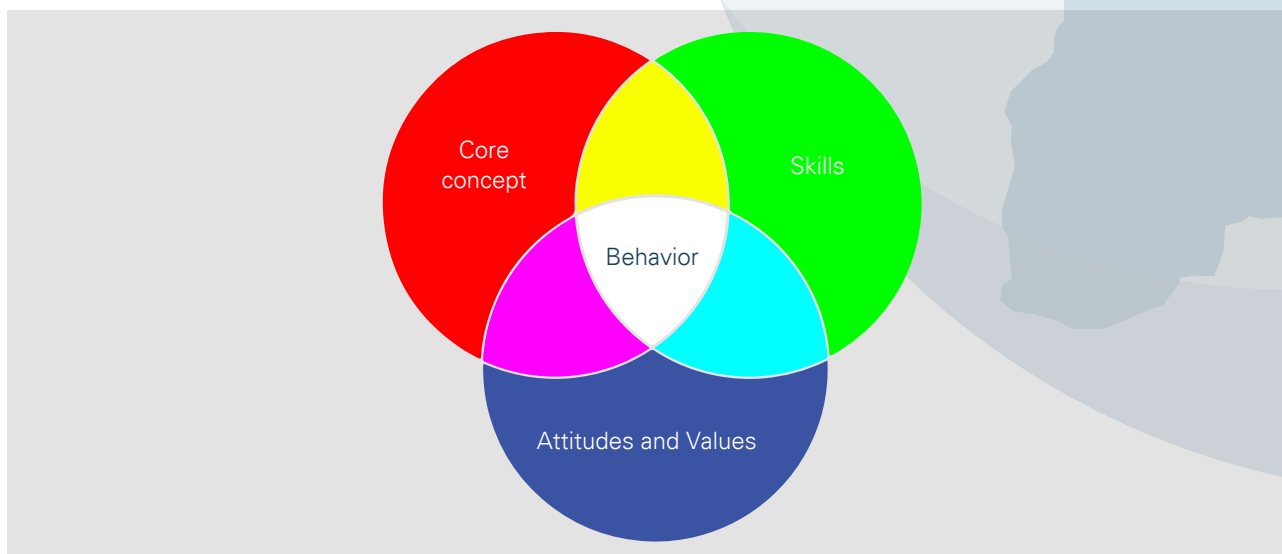 Core
concept
Skills
Behavior
Attitudes and Values